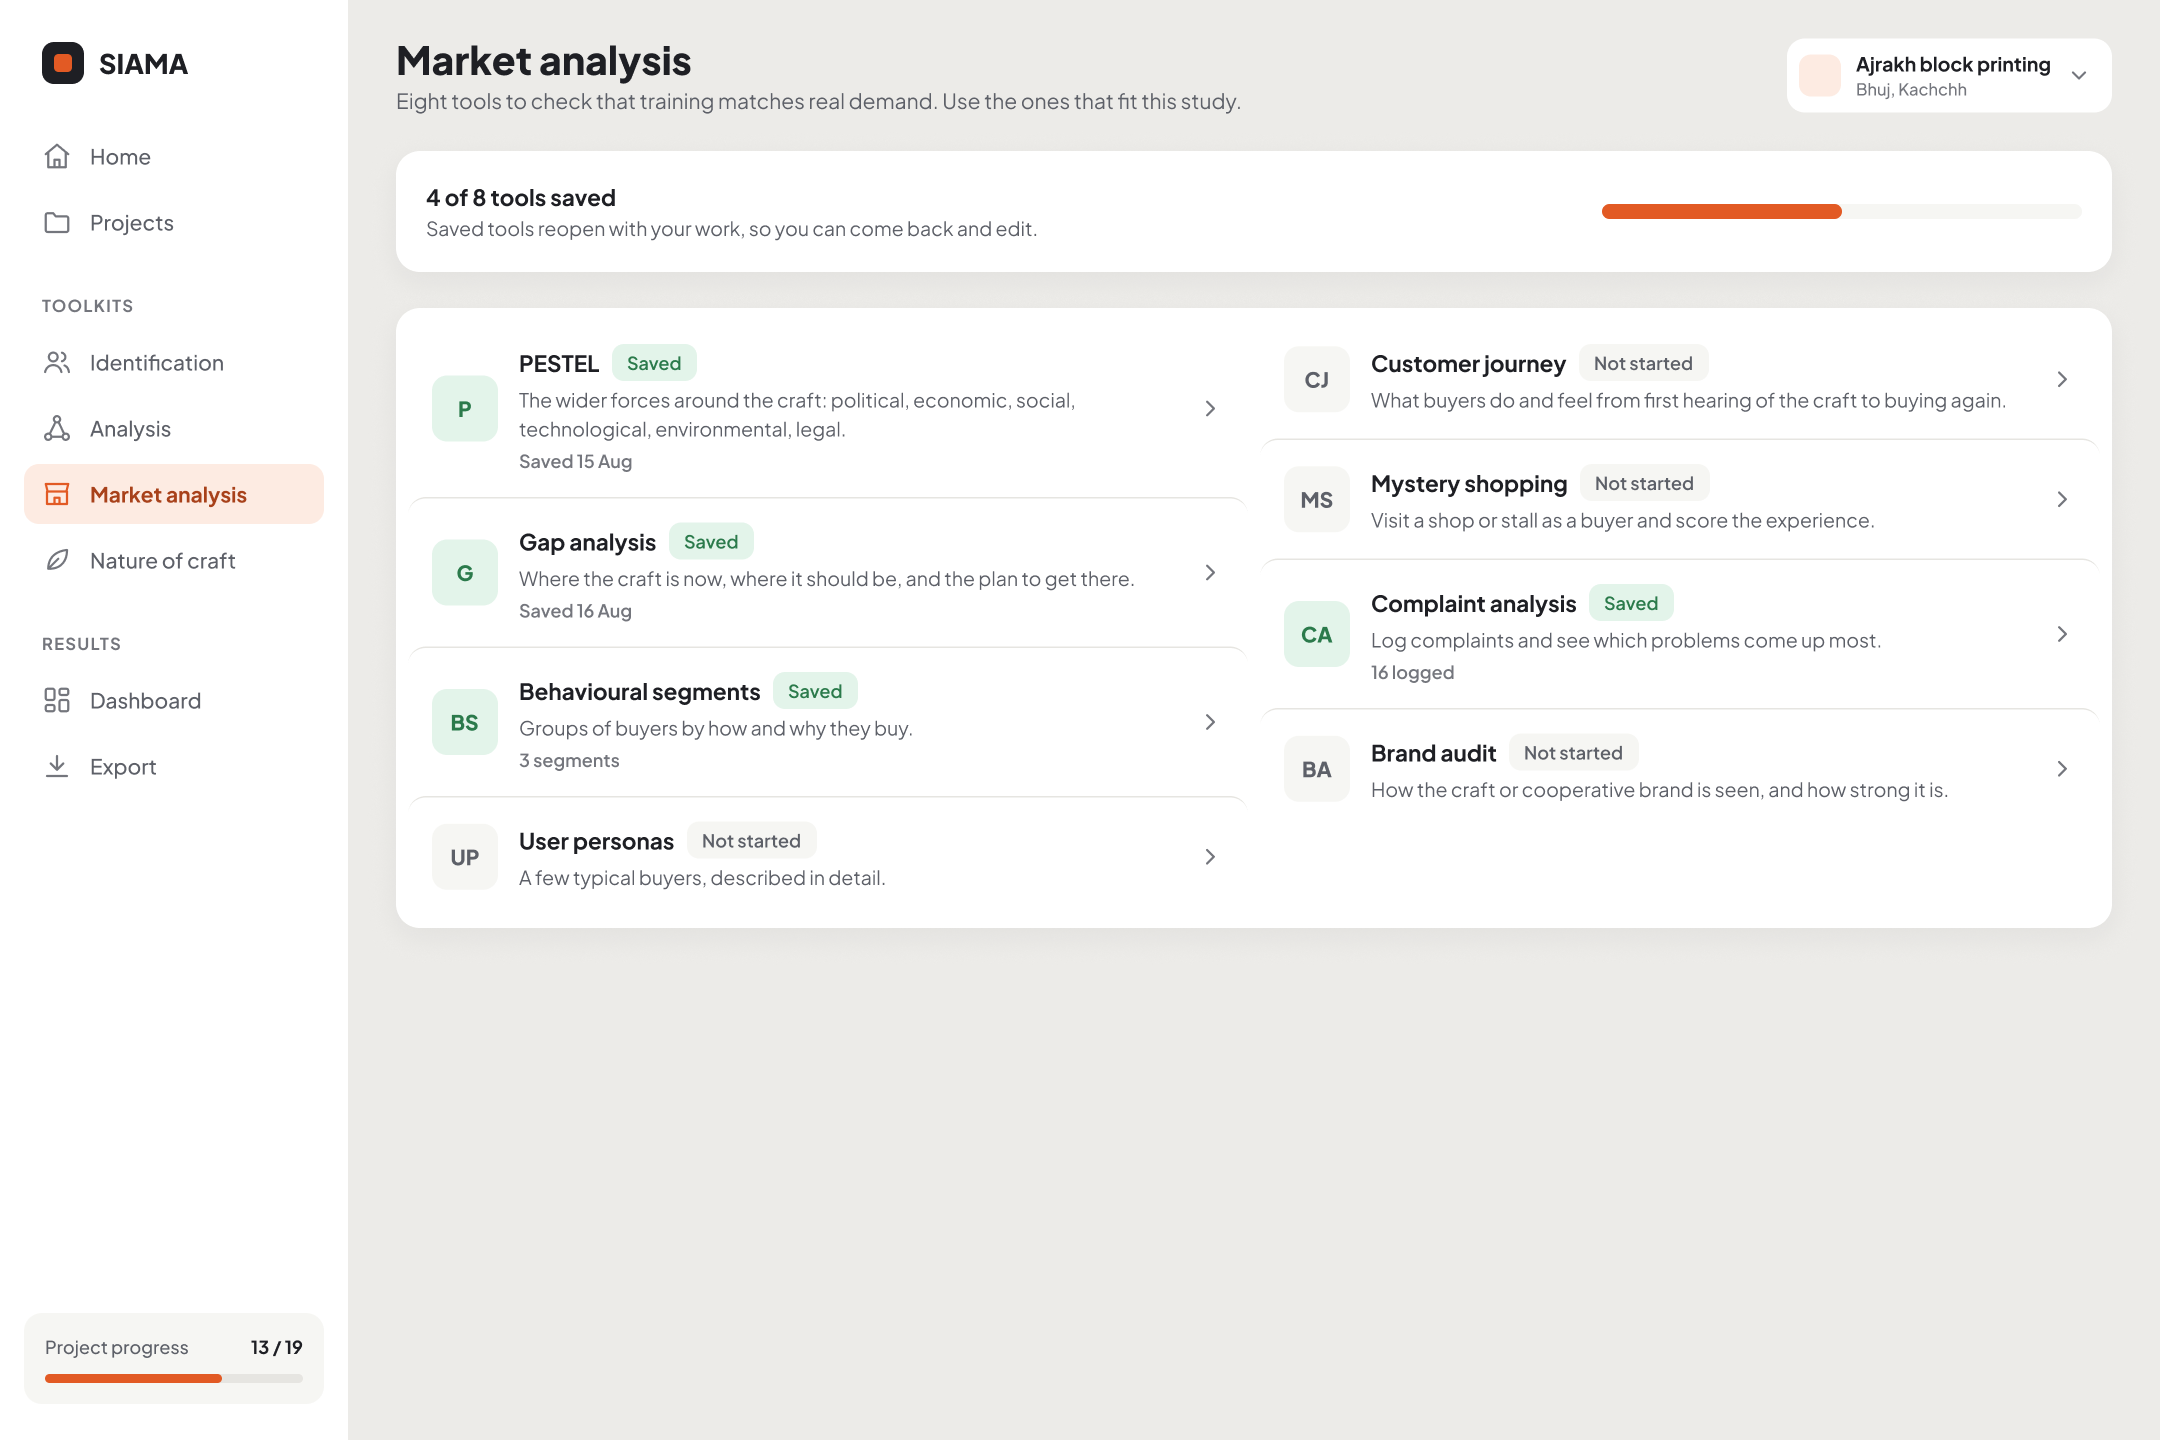 SIAMA
Home
Projects
TOOLKITS
Identification
Analysis
Market analysis
Nature of craft
RESULTS
Dashboard
Export
Project progress 13 / 19
Market analysis
Eight tools to check that training matches real demand. Use the ones that fit this study.
Ajrakh block printing
Bhuj, Kachchh
4 of 8 tools saved
Saved tools reopen with your work, so you can come back and edit.
P
PESTEL Saved
The wider forces around the craft: political, economic, social,
technological, environmental, legal.
Saved 15 Aug
G
Gap analysis Saved
Where the craft is now, where it should be, and the plan to get there.
Saved 16 Aug
BS
Behavioural segments Saved
Groups of buyers by how and why they buy.
3 segments
UP
User personas Not started
A few typical buyers, described in detail.
CJ
Customer journey Not started
What buyers do and feel from first hearing of the craft to buying again.
MS
Mystery shopping Not started
Visit a shop or stall as a buyer and score the experience.
CA
Complaint analysis Saved
Log complaints and see which problems come up most.
16 logged
BA
Brand audit Not started
How the craft or cooperative brand is seen, and how strong it is.